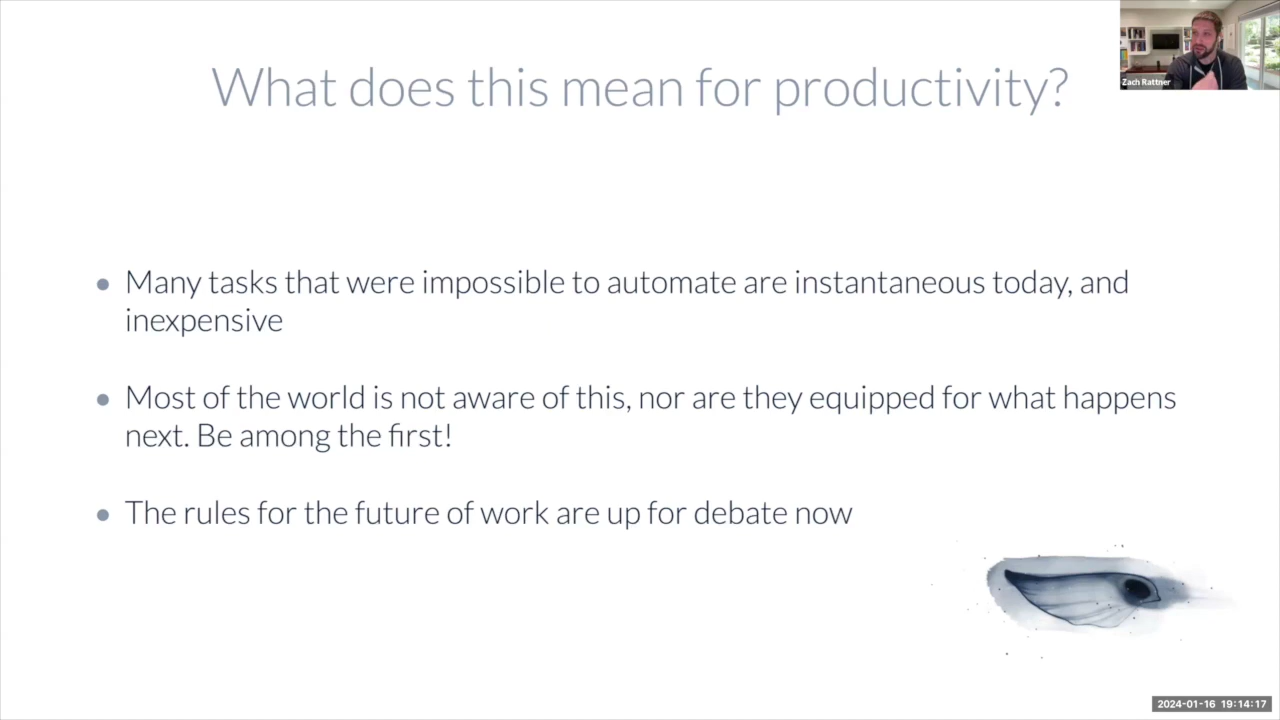 What does this mean for productivity?
Zach Rattner
• Many tasks that were impossible to automate are instantaneous today, and
inexpensive
• Most of the world is not aware of this, nor are they equipped for what happens
next. Be among the first!
• The rules for the future of work are up for debate now
2024-01-16 19:14:17